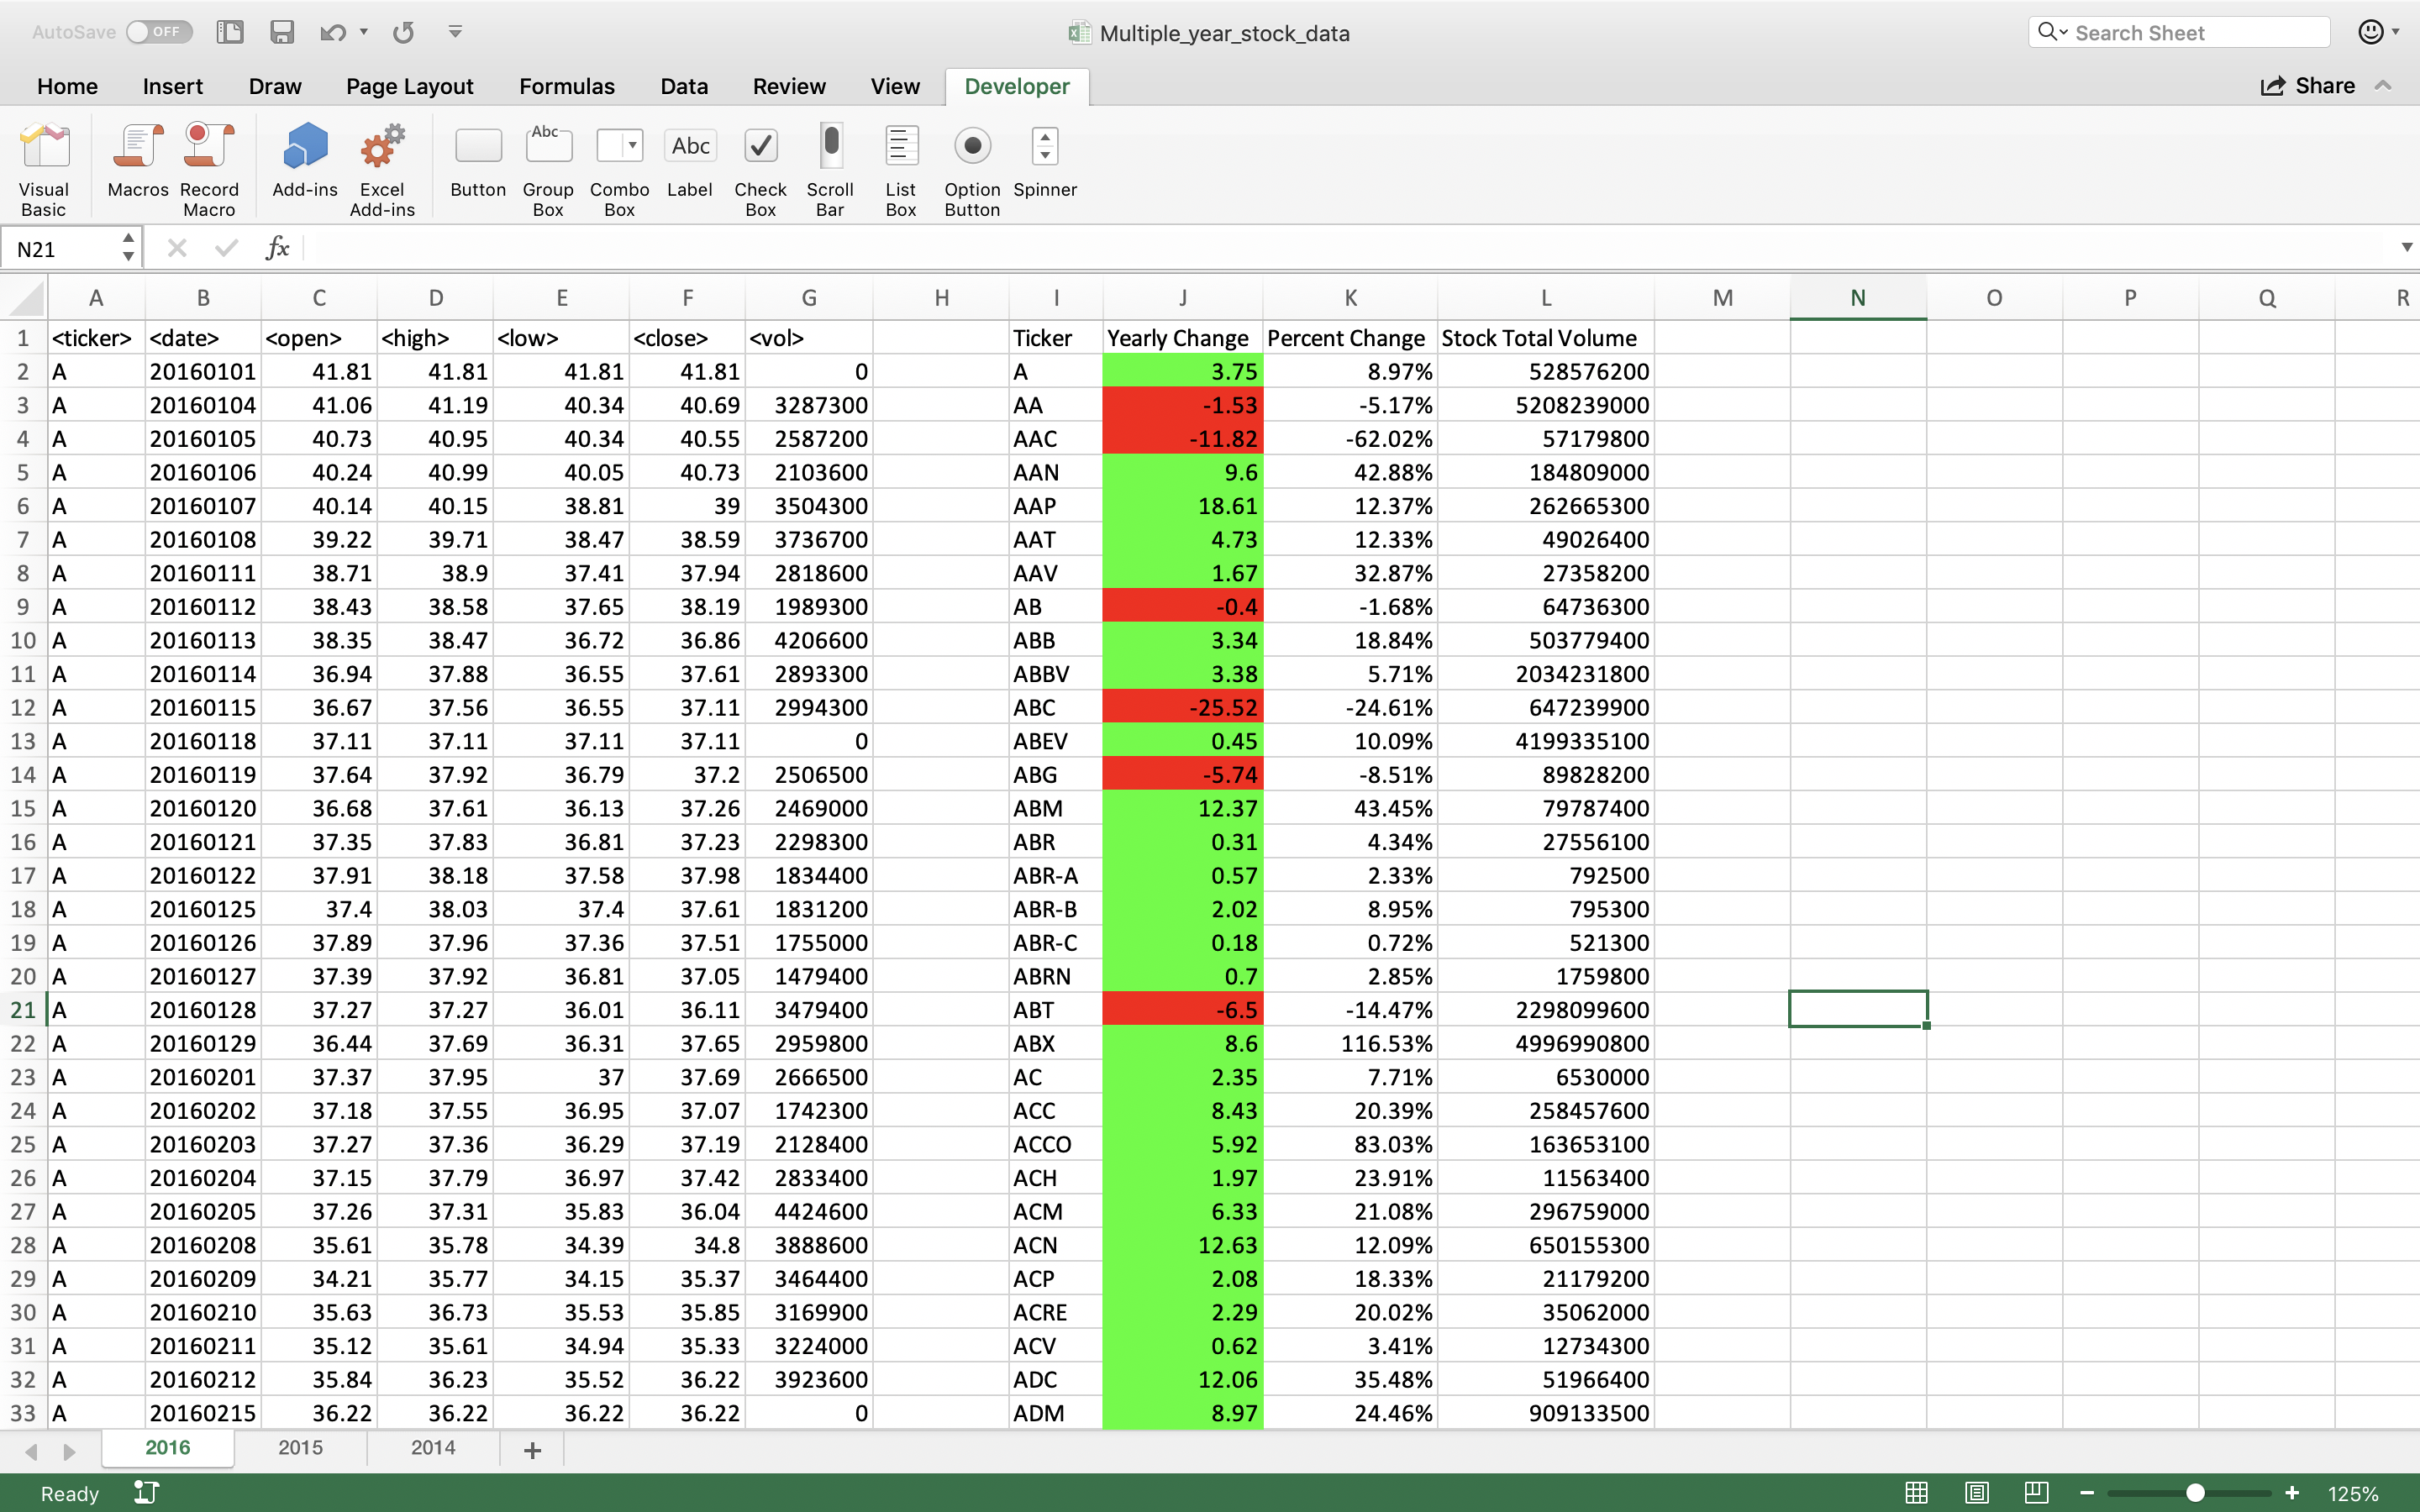 AutoSave OFF Multiple_year_stock_data Search Sheet
Home Insert Draw Page Layout Formulas Data Review View Developer Share
Abc Abc
Visual Basic Macros Record Macro Add-ins Excel Add-ins Button Group Box Combo Box Label Check Box Scroll Bar List Box Option Button Spinner
N21 fx
A B C D E F G H I J K L M N O P Q R
1 <ticker> <date> <open> <high> <low> <close> <vol> Ticker Yearly Change Percent Change Stock Total Volume
2 A 20160101 41.81 41.81 41.81 41.81 0 A 3.75 8.97% 528576200
3 A 20160104 41.06 41.19 40.34 40.69 3287300 AA -1.53 -5.17% 5208239000
4 A 20160105 40.73 40.95 40.34 40.55 2587200 AAC -11.82 -62.02% 57179800
5 A 20160106 40.24 40.99 40.05 40.73 2103600 AAN 9.6 42.88% 184809000
6 A 20160107 40.14 40.15 38.81 39 3504300 AAP 18.61 12.37% 262665300
7 A 20160108 39.22 39.71 38.47 38.59 3736700 AAT 4.73 12.33% 49026400
8 A 20160111 38.71 38.9 37.41 37.94 2818600 AAV 1.67 32.87% 27358200
9 A 20160112 38.43 38.58 37.65 38.19 1989300 AB -0.4 -1.68% 64736300
10 A 20160113 38.35 38.47 36.72 36.86 4206600 ABB 3.34 18.84% 503779400
11 A 20160114 36.94 37.88 36.55 37.61 2893300 ABBV 3.38 5.71% 2034231800
12 A 20160115 36.67 37.56 36.55 37.11 2994300 ABC -25.52 -24.61% 647239900
13 A 20160118 37.11 37.11 37.11 37.11 0 ABEV 0.45 10.09% 4199335100
14 A 20160119 37.64 37.92 36.79 37.2 2506500 ABG -5.74 -8.51% 89828200
15 A 20160120 36.68 37.61 36.13 37.26 2469000 ABM 12.37 43.45% 79787400
16 A 20160121 37.35 37.83 36.81 37.23 2298300 ABR 0.31 4.34% 27556100
17 A 20160122 37.91 38.18 37.58 37.98 1834400 ABR-A 0.57 2.33% 792500
18 A 20160125 37.4 38.03 37.4 37.61 1831200 ABR-B 2.02 8.95% 795300
19 A 20160126 37.89 37.96 37.36 37.51 1755000 ABR-C 0.18 0.72% 521300
20 A 20160127 37.39 37.92 36.81 37.05 1479400 ABRN 0.7 2.85% 1759800
21 A 20160128 37.27 37.27 36.01 36.11 3479400 ABT -6.5 -14.47% 2298099600
22 A 20160129 36.44 37.69 36.31 37.65 2959800 ABX 8.6 116.53% 4996990800
23 A 20160201 37.37 37.95 37 37.69 2666500 AC 2.35 7.71% 6530000
24 A 20160202 37.18 37.55 36.95 37.07 1742300 ACC 8.43 20.39% 258457600
25 A 20160203 37.27 37.36 36.29 37.19 2128400 ACCO 5.92 83.03% 163653100
26 A 20160204 37.15 37.79 36.97 37.42 2833400 ACH 1.97 23.91% 11563400
27 A 20160205 37.26 37.31 35.83 36.04 4424600 ACM 6.33 21.08% 296759000
28 A 20160208 35.61 35.78 34.39 34.8 3888600 ACN 12.63 12.09% 650155300
29 A 20160209 34.21 35.77 34.15 35.37 3464400 ACP 2.08 18.33% 21179200
30 A 20160210 35.63 36.73 35.53 35.85 3169900 ACRE 2.29 20.02% 35062000
31 A 20160211 35.12 35.61 34.94 35.33 3224000 ACV 0.62 3.41% 12734300
32 A 20160212 35.84 36.23 35.52 36.22 3923600 ADC 12.06 35.48% 51966400
33 A 20160215 36.22 36.22 36.22 36.22 0 ADM 8.97 24.46% 909133500
2016 2015 2014 +
Ready 125%